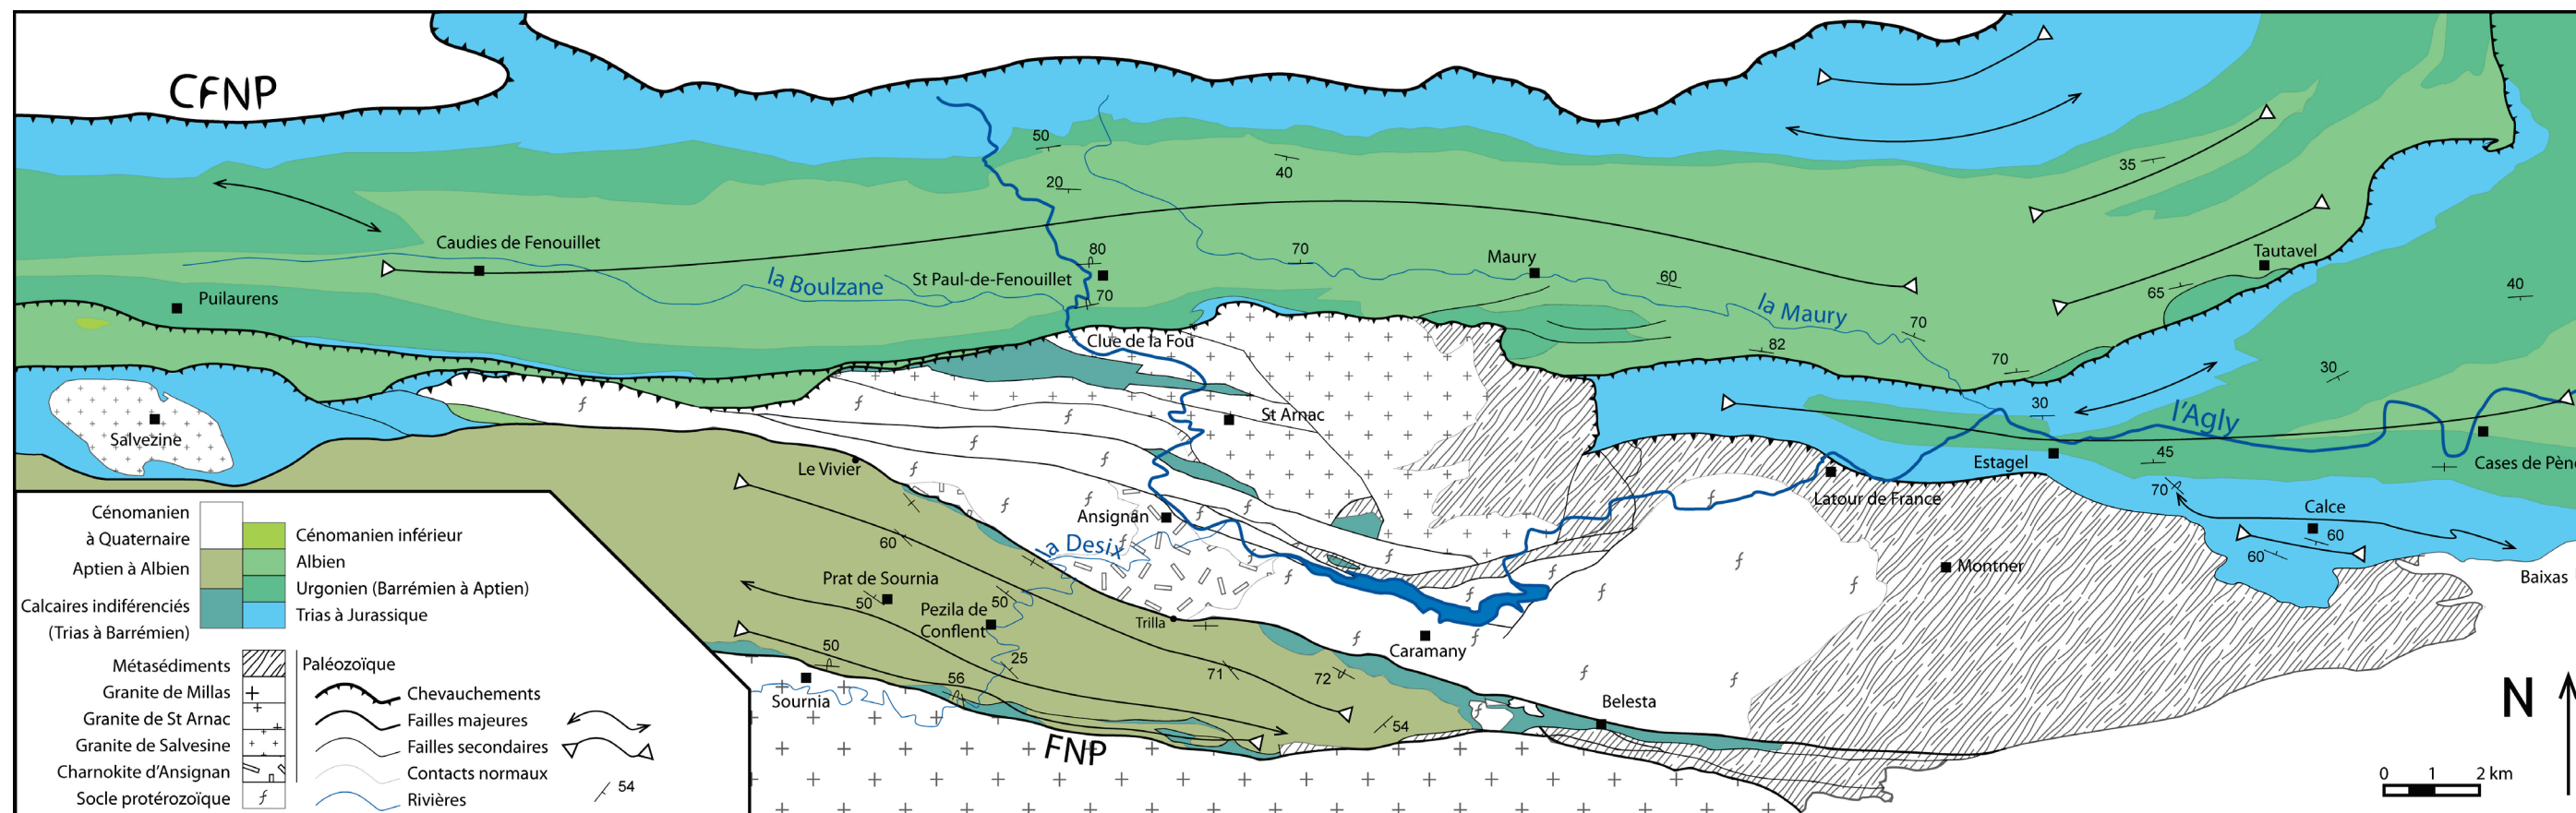 CFNP
50
40
20
35
Caudies de Fenouillet
80
70
Maury
60
Tautavel
Puilaurens
la Boulzane
St Paul-de-Fenouillet
70
la Maury
65
40
70
Clue de la Fou
82
70
30
St Arnac
30
l'Agly
Salvezine
Le Vivier
Estagel
45
Latour de France
70
Calce
60
60
Ansignan
la Desix
60
Montner
Baixas
Prat de Sournia
50
50
Pezila de
Conflent
Trilla
Caramany
50
25
71
72
56
Sournia
Belesta
54
FNP
N
0 1 2 km
Cénomanien
à Quaternaire
Cénomanien inférieur
Aptien à Albien
Albien
Urgonien (Barrémien à Aptien)
Calcaires indiférenciés
(Trias à Barrémien)
Trias à Jurassique
Métasédiments
Paléozoïque
Granite de Millas
Chevauchements
Granite de St Arnac
Failles majeures
Granite de Salvesine
Failles secondaires
Charnokite d'Ansignan
Contacts normaux
Socle protérozoïque
Rivières
54
Cases de